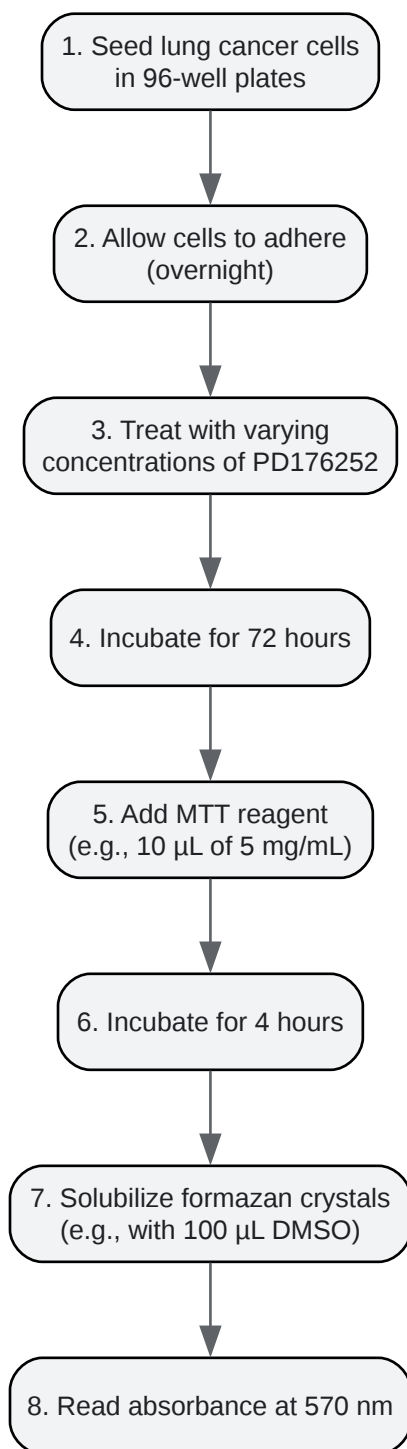 1. Seed lung cancer cells
in 96-well plates
2. Allow cells to adhere
(overnight)
3. Treat with varying
concentrations of PD176252
4. Incubate for 72 hours
5. Add MTT reagent
(e.g., 10 µL of 5 mg/mL)
6. Incubate for 4 hours
7. Solubilize formazan crystals
(e.g., with 100 µL DMSO)
8. Read absorbance at 570 nm